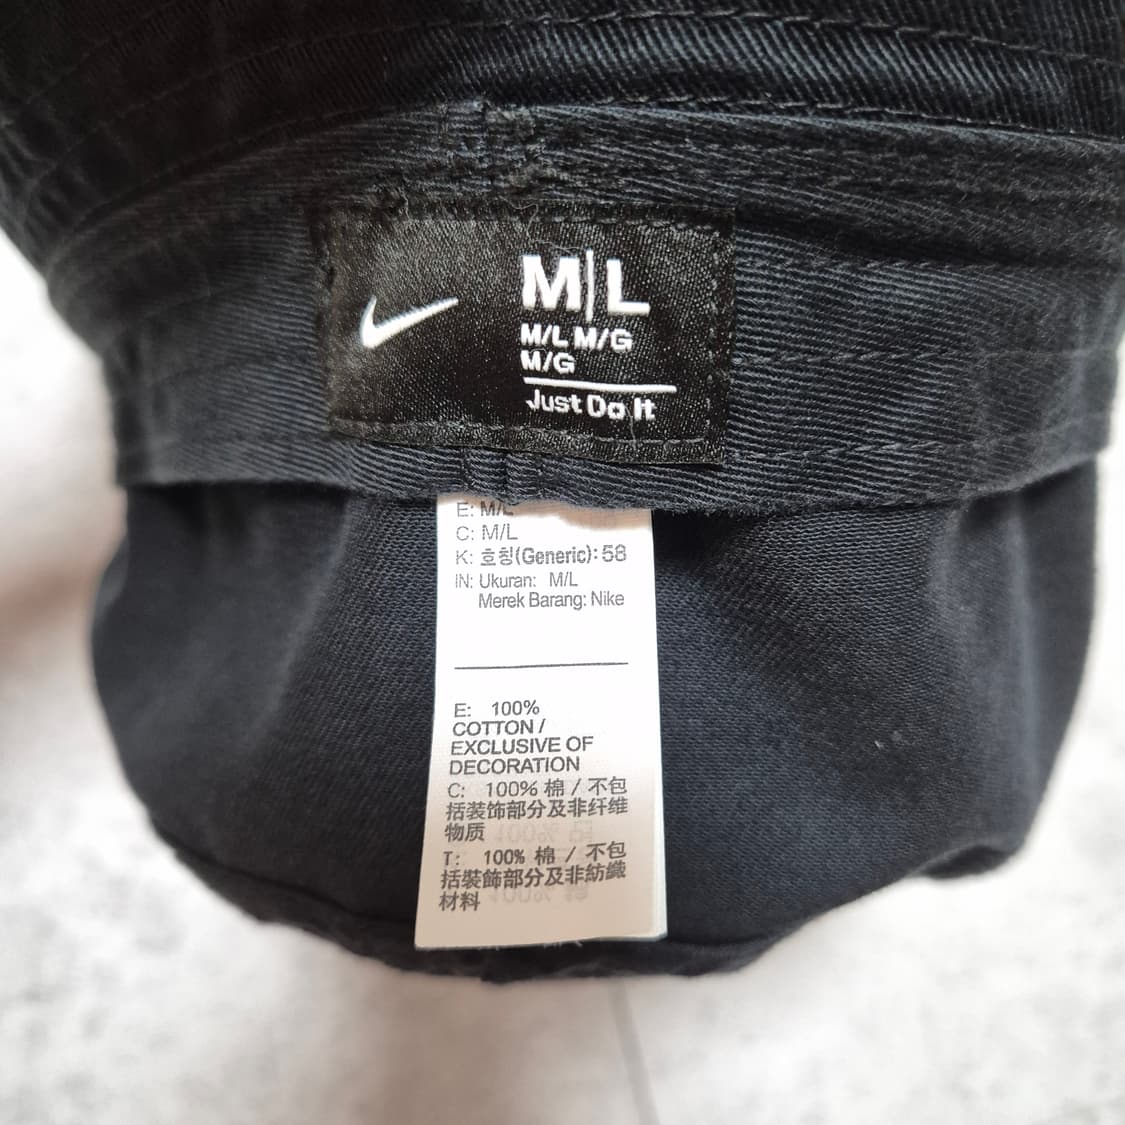 M|L
M/L M/G
M/G
Just Do It
E: M/L
C: M/L
K: 호칭(Generic): 58
IN: Ukuran: M/L
Merek Barang: Nike
E: 100%
COTTON /
EXCLUSIVE OF
DECORATION
C: 100% 棉 / 不包
括装饰部分及非纤维
物质
T: 100% 棉 / 不包
括裝飾部分及非紡織
材料